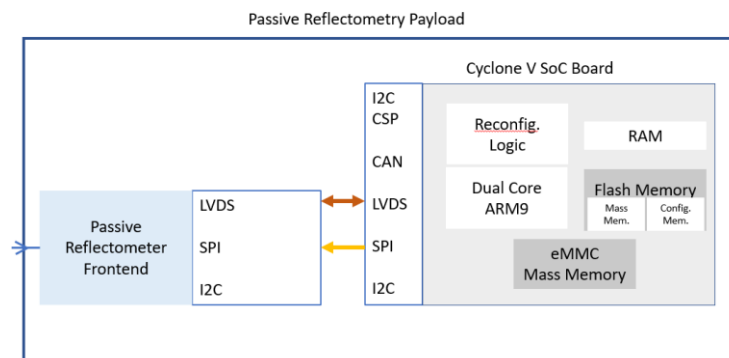 Passive Reflectometry Payload
Cyclone V SoC Board
I2C
CSP
CAN
LVDS
SPI
I2C
Reconfig.
Logic
RAM
Dual Core
ARM9
Flash Memory
Mass
Mem.
Config.
Mem.
eMMC
Mass Memory
Passive
Reflectometer
Frontend
LVDS
SPI
I2C